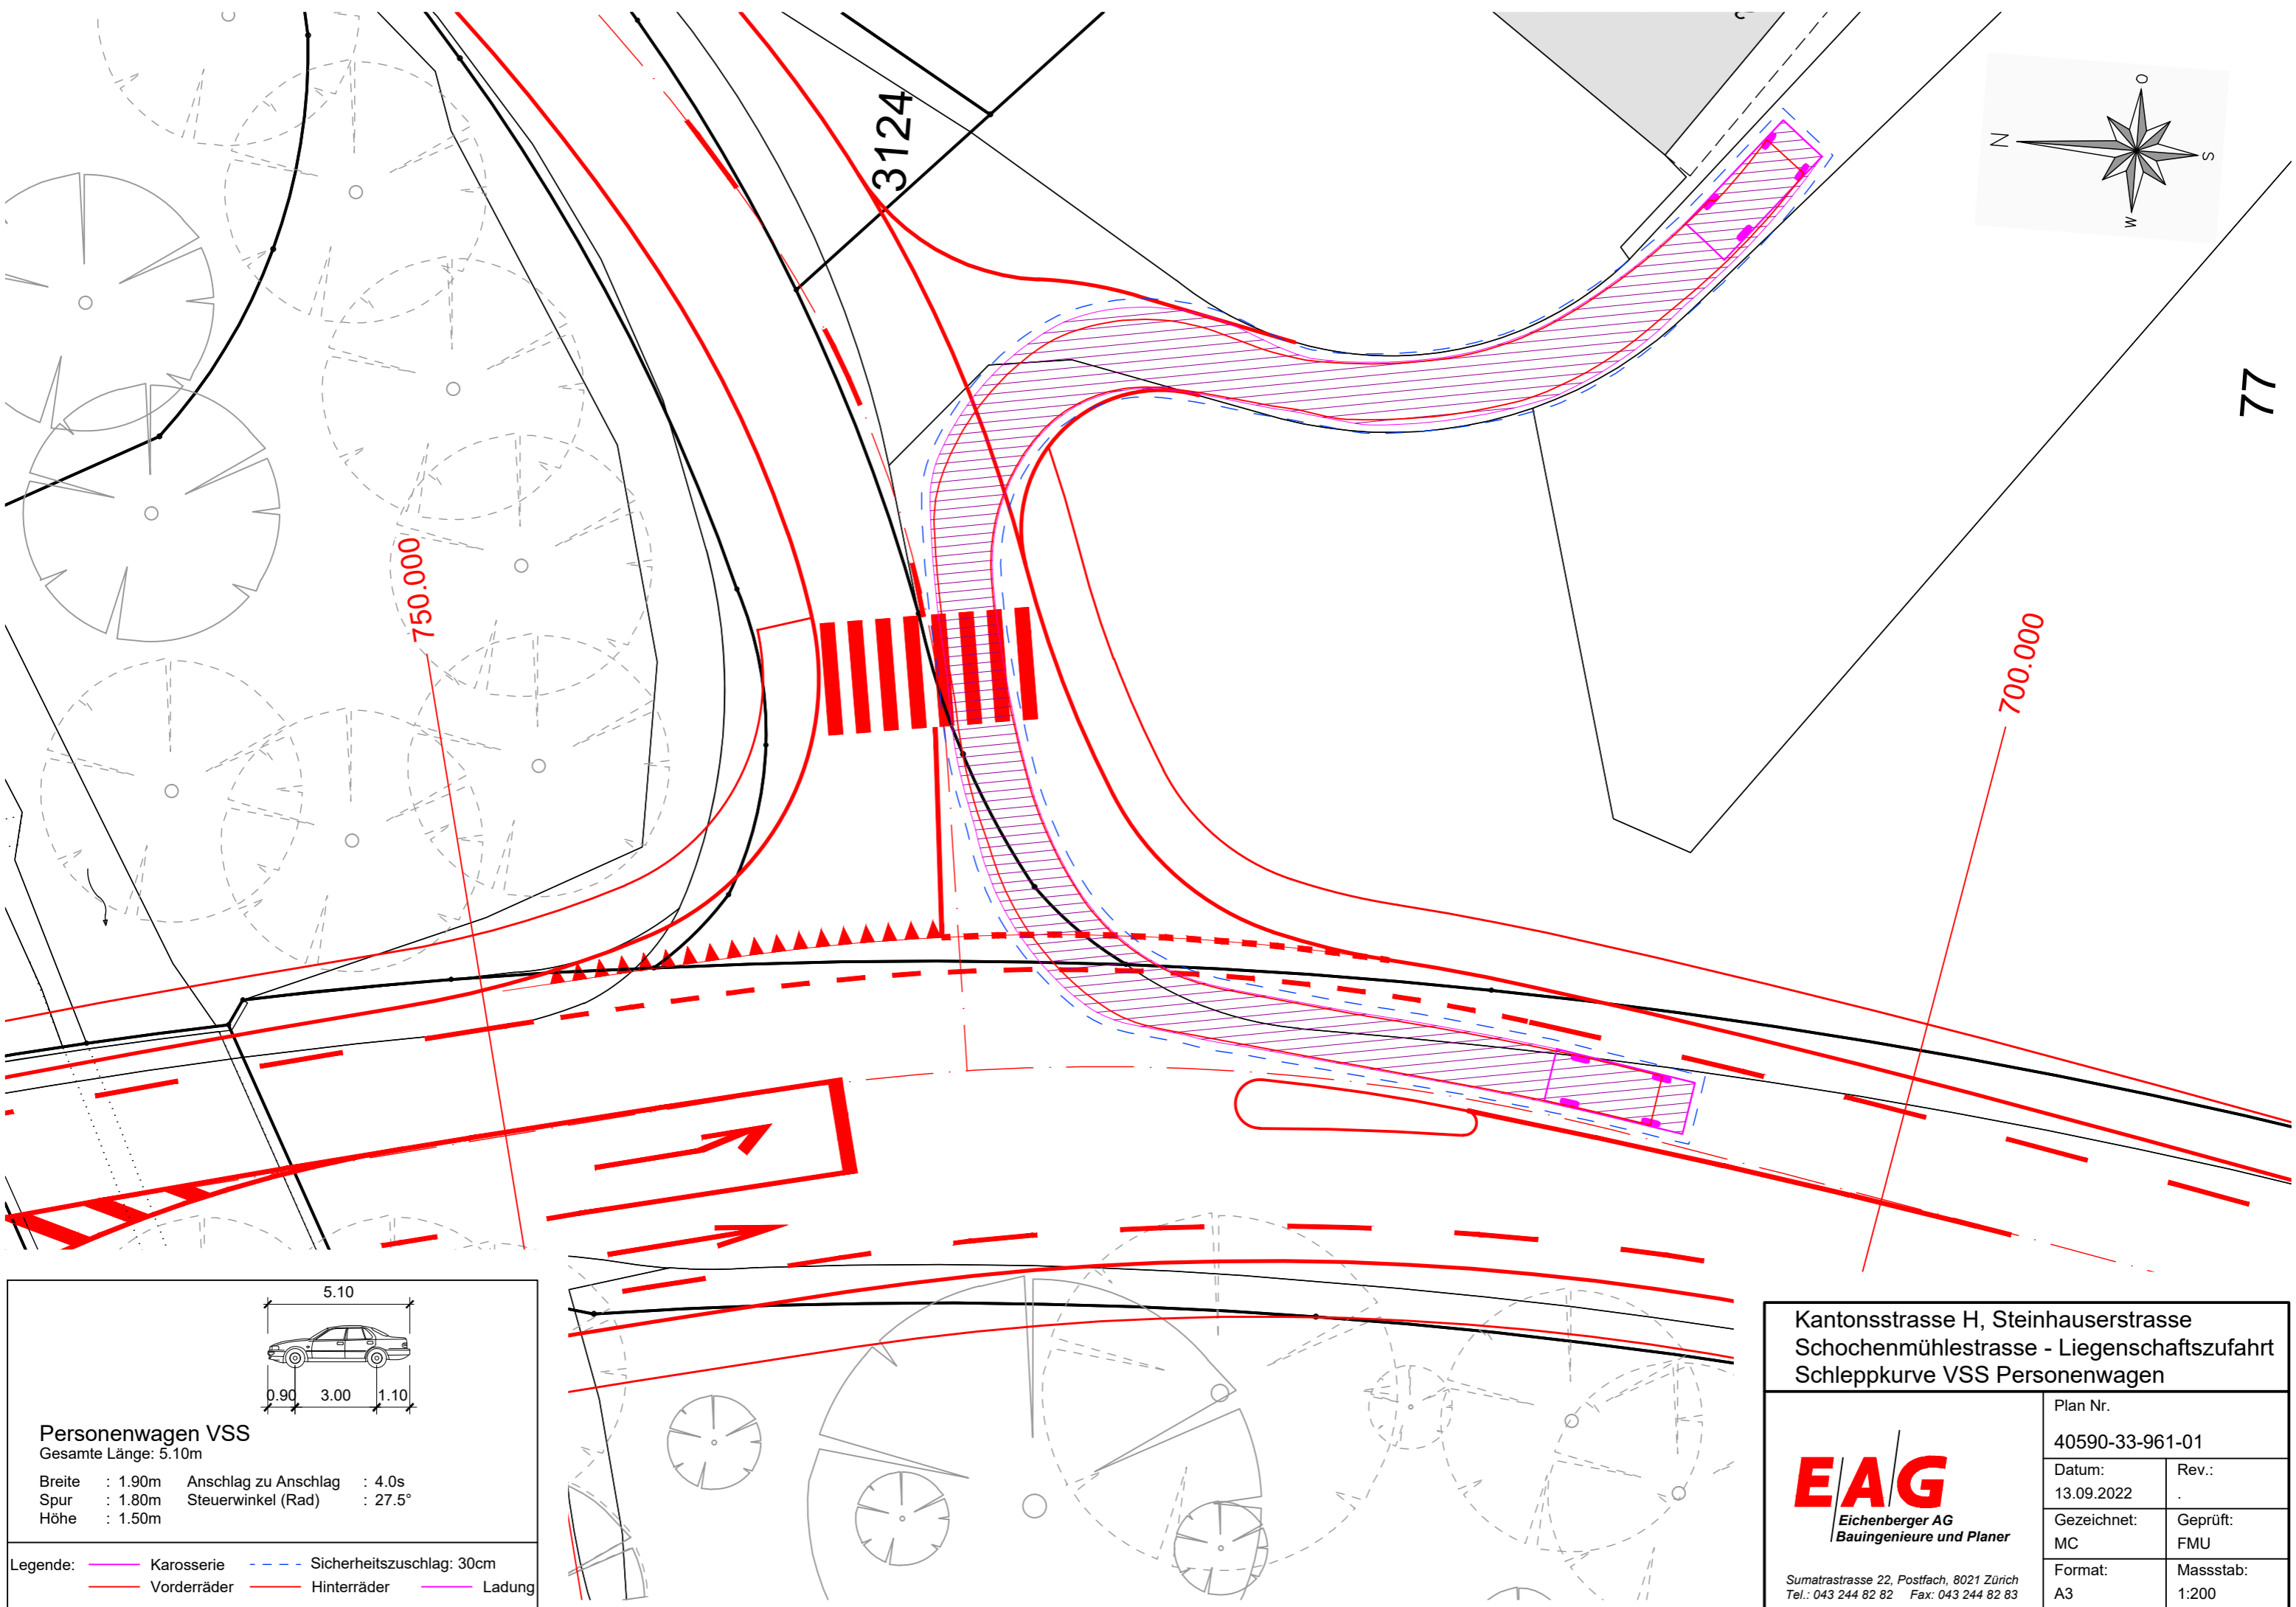 3124
N
O
S
W
77
750.000
700.000
5.10
0.90 3.00 1.10
Personenwagen VSS
Gesamte Länge: 5.10m
Breite : 1.90m Anschlag zu Anschlag : 4.0s
Spur : 1.80m Steuerwinkel (Rad) : 27.5°
Höhe : 1.50m
Legende: Karosserie Sicherheitszuschlag: 30cm
Vorderräder Hinterräder Ladung
Kantonsstrasse H, Steinhauserstrasse
Schochenmühlestrasse - Liegenschaftszufahrt
Schleppkurve VSS Personenwagen
EAG
Eichenberger AG
Bauingenieure und Planer
Sumatrastrasse 22, Postfach, 8021 Zürich
Tel.: 043 244 82 82 Fax: 043 244 82 83
Plan Nr.
40590-33-961-01
Datum: Rev.:
13.09.2022 .
Gezeichnet: Geprüft:
MC FMU
Format: Massstab:
A3 1:200